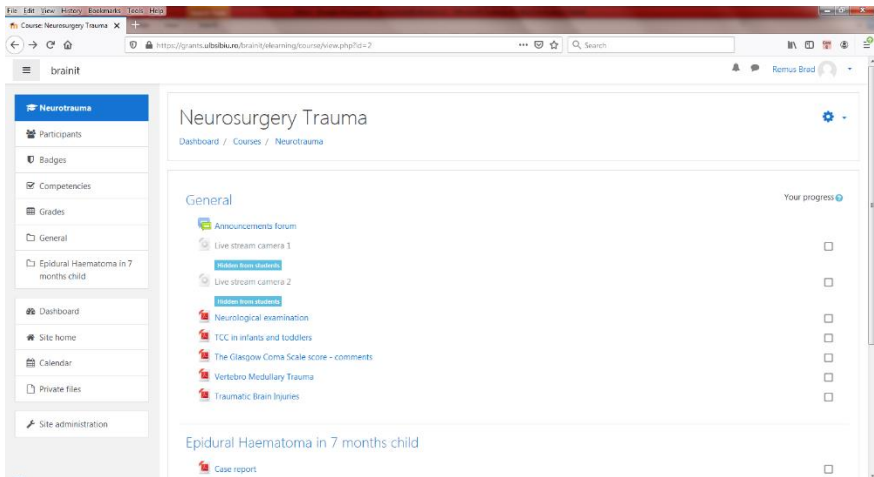 File Edit View History Bookmarks Tools Help
Course: Neurosurgery Trauma
https://grants.ulbsibiu.ro/brainit/elearning/course/view.php?id=2
Search
brainit
Remus Brad
Neurotrauma
Participants
Badges
Competencies
Grades
General
Epidural Haematoma in 7
months child
Dashboard
Site home
Calendar
Private files
Site administration
Neurosurgery Trauma
Dashboard / Courses / Neurotrauma
General
Your progress
Announcements forum
Live stream camera 1
Hidden from students
Live stream camera 2
Hidden from students
Neurological examination
TCC in infants and toddlers
The Glasgow Coma Scale score - comments
Vertebro Medullary Trauma
Traumatic Brain Injuries
Epidural Haematoma in 7 months child
Case report